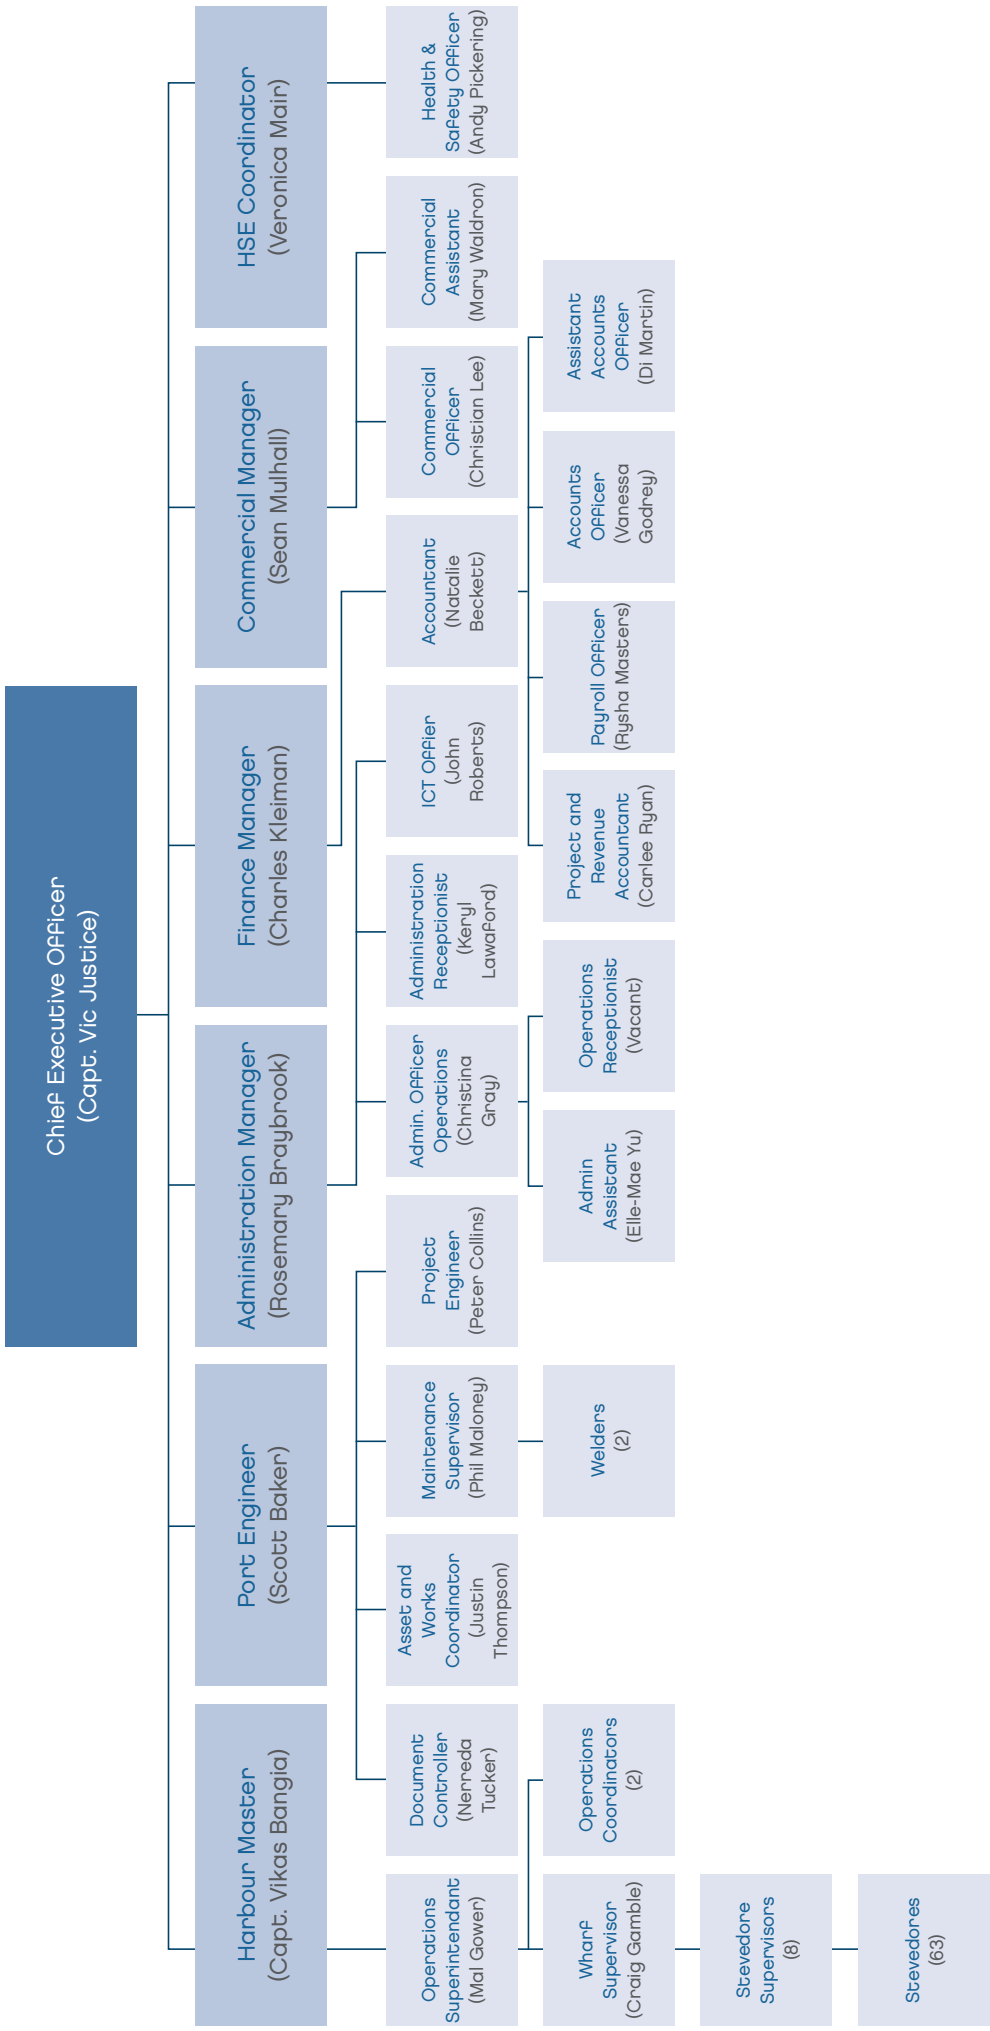 Chief Executive Officer
(Capt. Vic Justice)
Harbour Master
(Capt. Vikas Bangia)
Port Engineer
(Scott Baker)
Administration Manager
(Rosemary Braybrook)
Finance Manager
(Charles Kleiman)
Commercial Manager
(Sean Mulhall)
HSE Coordinator
(Veronica Main)
Operations
Superintendant
(Mal Gower)
Document
Controller
(Nerreda
Tucker)
Asset and
Works
Coordinator
(Justin
Thompson)
Maintenance
Supervisor
(Phil Maloney)
Project
Engineer
(Peter Collins)
Admin. Officer
Operations
(Christina
Gray)
Administration
Receptionist
(Keryl
Lawaford)
ICT Offier
(John
Roberts)
Accountant
(Natalie
Beckett)
Commercial
Officer
(Christian Lee)
Commercial
Assistant
(Mary Waldron)
Health &
Safety Officer
(Andy Pickering)
Wharf
Supervisor
(Craig Gamble)
Operations
Coordinators
(2)
Welders
(2)
Admin
Assistant
(Elle-Mae Yu)
Operations
Receptionist
(Vacant)
Project and
Revenue
Accountant
(Carlee Ryan)
Payroll Officer
(Rysha Masters)
Accounts
Officer
(Vanessa
Godrey)
Assistant
Accounts
Officer
(Di Martin)
Stevedore
Supervisors
(8)
Stevedores
(63)